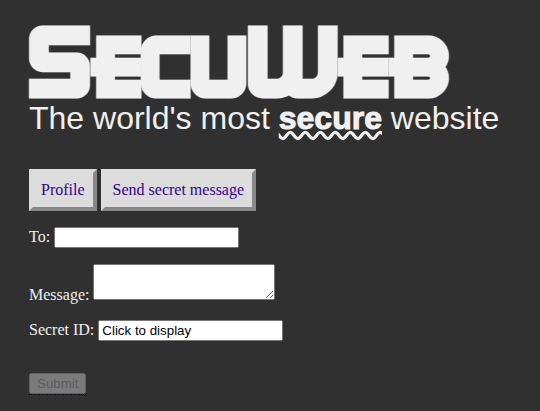 SecuWeb
The world's most secure website
Profile Send secret message
To:
Message:
Secret ID: Click to display
Submit